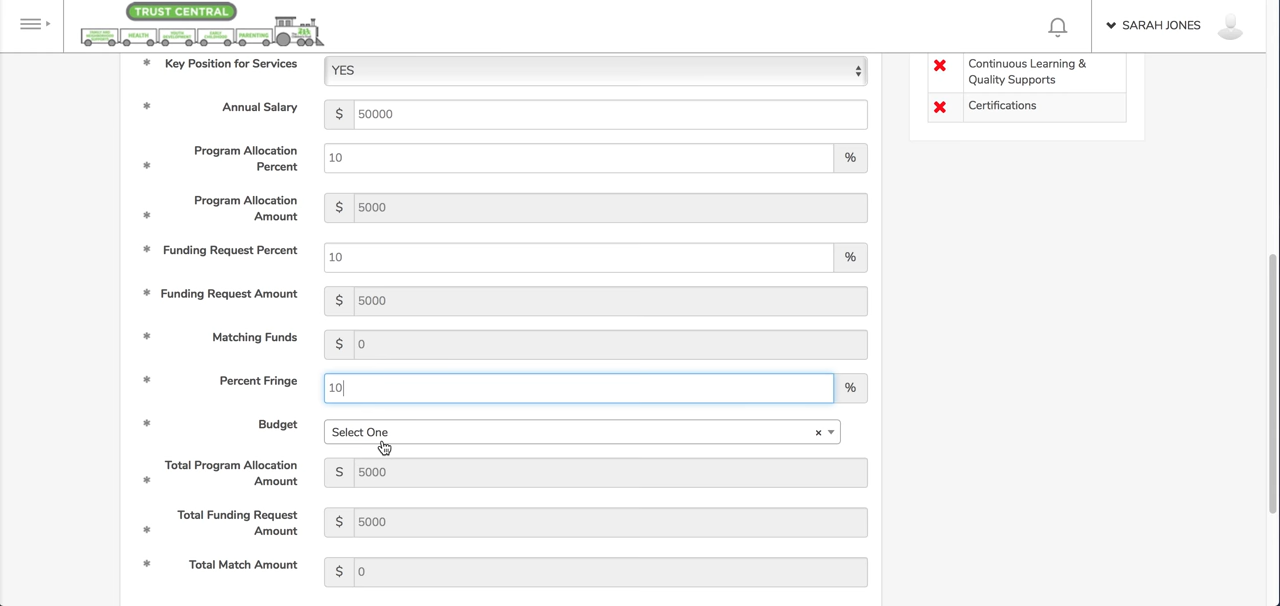 TRUST CENTRAL
HEALTH
PARENTING
SARAH JONES
* Key Position for Services
YES
Continuous Learning &
Quality Supports
Certifications
Annual Salary
*
$ 50000
Program Allocation
Percent
*
10 %
Program Allocation
Amount
*
$ 5000
* Funding Request Percent
10 %
* Funding Request Amount
$ 5000
* Matching Funds
$ 0
* Percent Fringe
10 %
* Budget
Select One ×
Total Program Allocation
Amount
*
S 5000
Total Funding Request
Amount
*
$ 5000
* Total Match Amount
$ 0